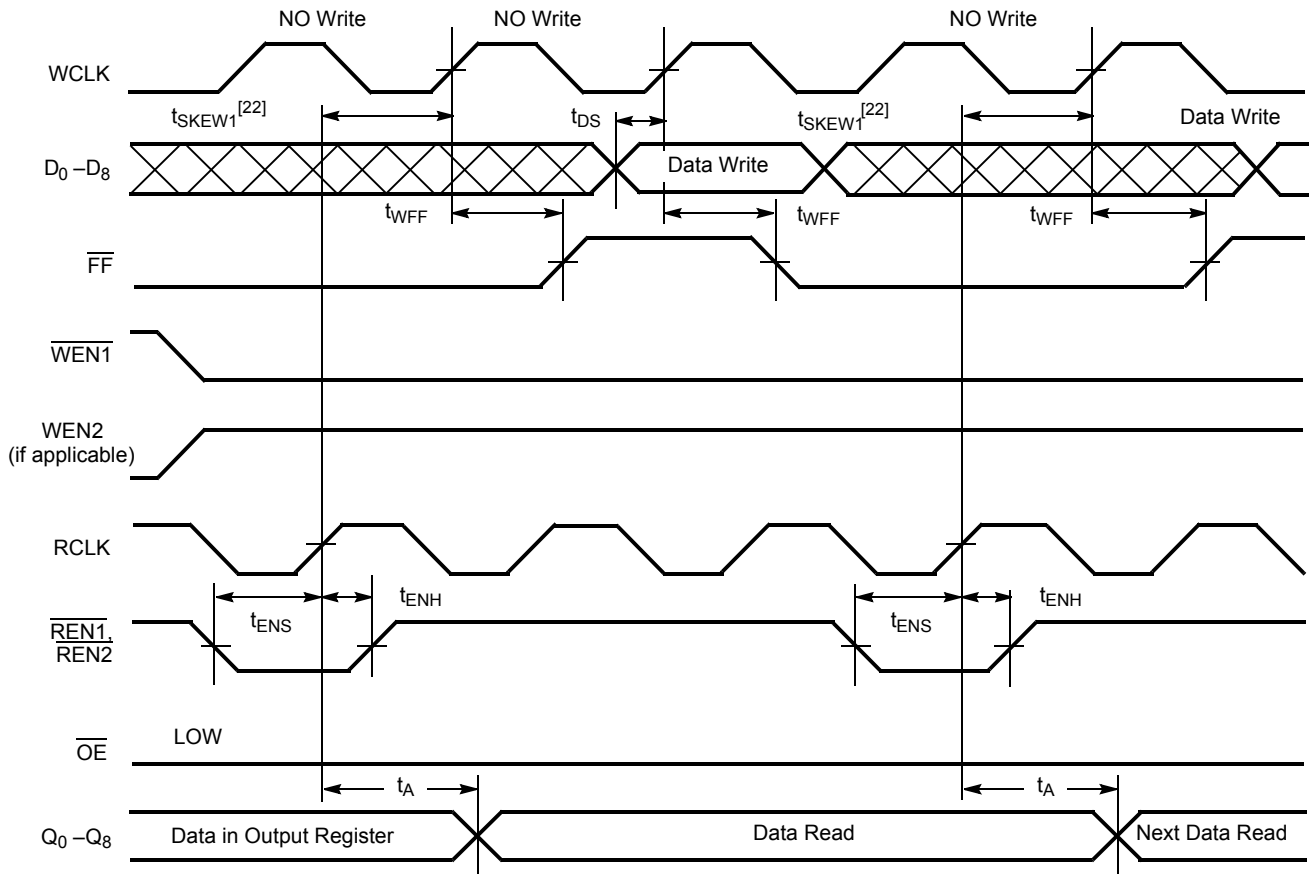 NO Write NO Write NO Write
WCLK
tSKEW1[22] tDS tSKEW1[22] Data Write
D0 –D8 Data Write
tWFF tWFF tWFF
FF
WEN1
WEN2
(if applicable)
RCLK
tENH tENH
tENS tENS
REN1,
REN2
LOW
OE
tA tA
Q0 –Q8 Data in Output Register Data Read Next Data Read